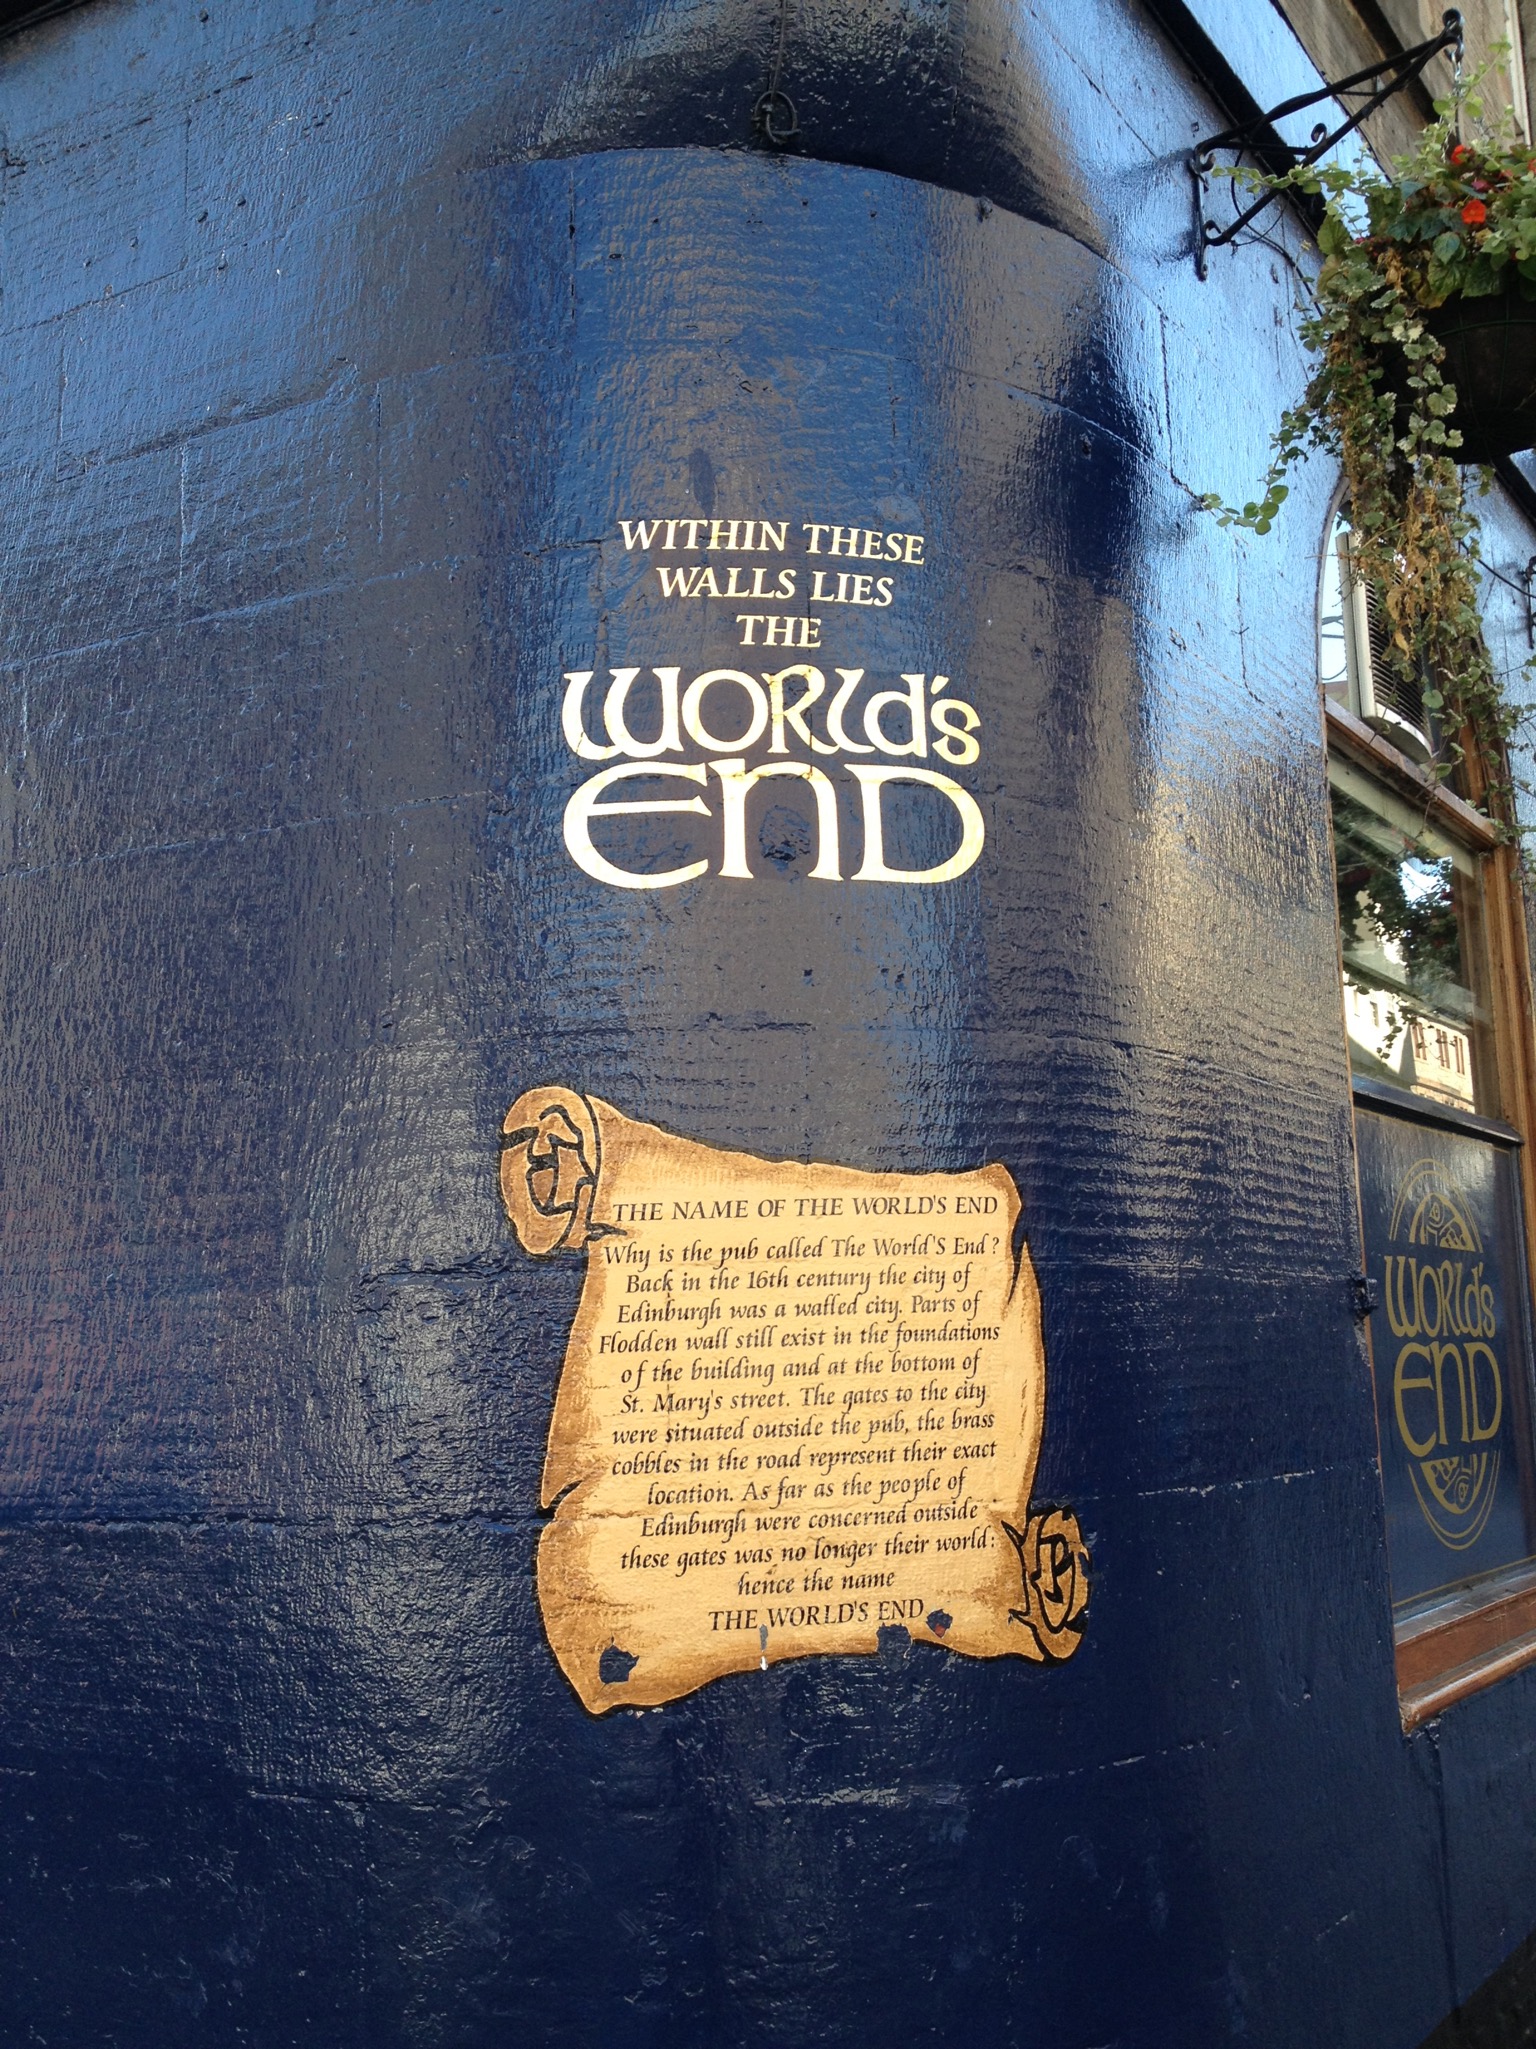 WITHIN THESE
WALLS LIES
THE
WORLD'S
END
THE NAME OF THE WORLD'S END
Why is the pub called The World'S End?
Back in the 16th century the city of
Edinburgh was a walled city. Parts of
Flodden wall still exist in the foundations
of the building and at the bottom of
St. Mary's street. The gates to the city
were situated outside the pub, the brass
cobbles in the road represent their exact
location. As far as the people of
Edinburgh were concerned outside
these gates was no longer their world:
hence the name
THE WORLD'S END
WORLD'S
END